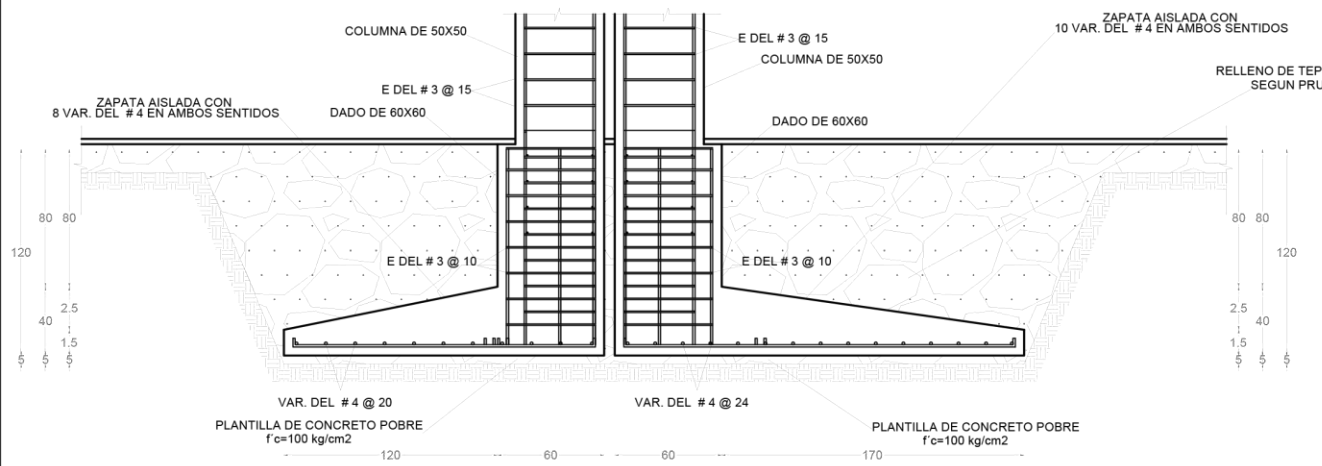 COLUMNA DE 50X50
E DEL # 3 @ 15
ZAPATA AISLADA CON
8 VAR. DEL # 4 EN AMBOS SENTIDOS
DADO DE 60X60
E DEL # 3 @ 15
COLUMNA DE 50X50
ZAPATA AISLADA CON
10 VAR. DEL # 4 EN AMBOS SENTIDOS
RELLENO DE TEP
SEGUN PRU
DADO DE 60X60
80 80
120
E DEL # 3 @ 10
E DEL # 3 @ 10
80 80
120
2.5
40
1.5
5 5 5
2.5
40
1.5
5 5 5
VAR. DEL # 4 @ 20
VAR. DEL # 4 @ 24
PLANTILLA DE CONCRETO POBRE
f´c=100 kg/cm2
PLANTILLA DE CONCRETO POBRE
f´c=100 kg/cm2
120 60 60 170